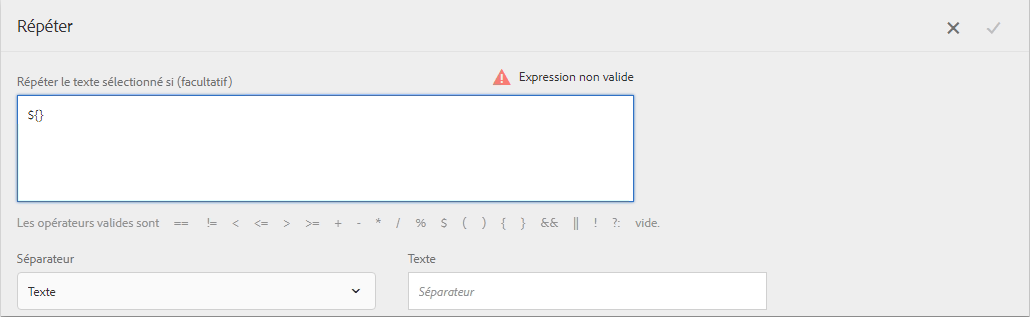 Répéter
Répéter le texte sélectionné si (facultatif)
Expression non valide
${}
Les opérateurs valides sont == != < <= > >= + - * / % $ ( ) { } && || ! ?: vide.
Séparateur
Texte
Texte
Séparateur